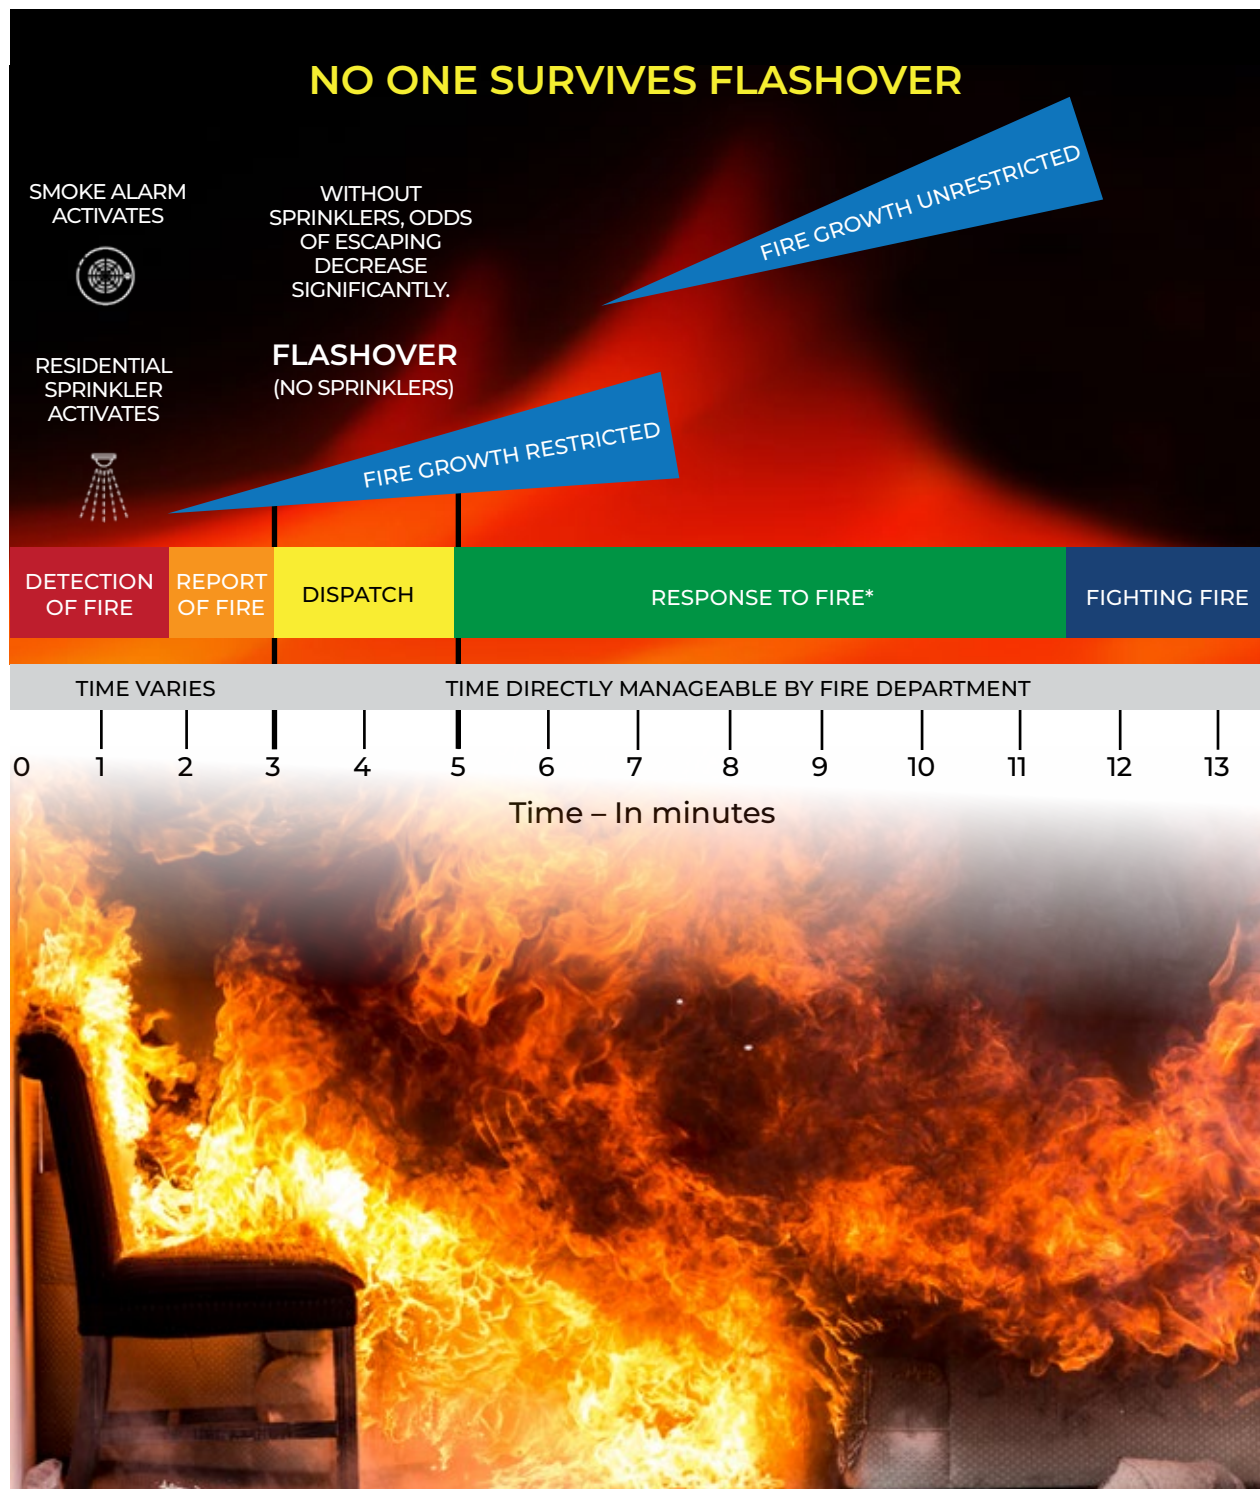 NO ONE SURVIVES FLASHOVER
SMOKE ALARM
ACTIVATES
WITHOUT
SPRINKLERS, ODDS
OF ESCAPING
DECREASE
SIGNIFICANTLY.
FIRE GROWTH UNRESTRICTED
RESIDENTIAL
SPRINKLER
ACTIVATES
FLASHOVER
(NO SPRINKLERS)
FIRE GROWTH RESTRICTED
DETECTION
OF FIRE
REPORT
OF FIRE
DISPATCH
RESPONSE TO FIRE*
FIGHTING FIRE
TIME VARIES
TIME DIRECTLY MANAGEABLE BY FIRE DEPARTMENT
0 1 2 3 4 5 6 7 8 9 10 11 12 13
Time – In minutes